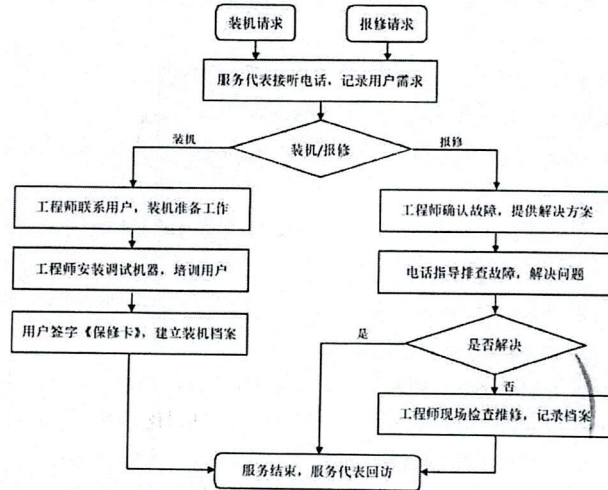 装机请求
报修请求
服务代表接听电话，记录用户需求
装机/报修
装机
报修
工程师联系用户，装机准备工作
工程师确认故障，提供解决方案
工程师安装调试机器，培训用户
电话指导排查故障，解决问题
用户签字《保修卡》，建立装机档案
是否解决
是
否
工程师现场检查维修，记录档案
服务结束，服务代表回访